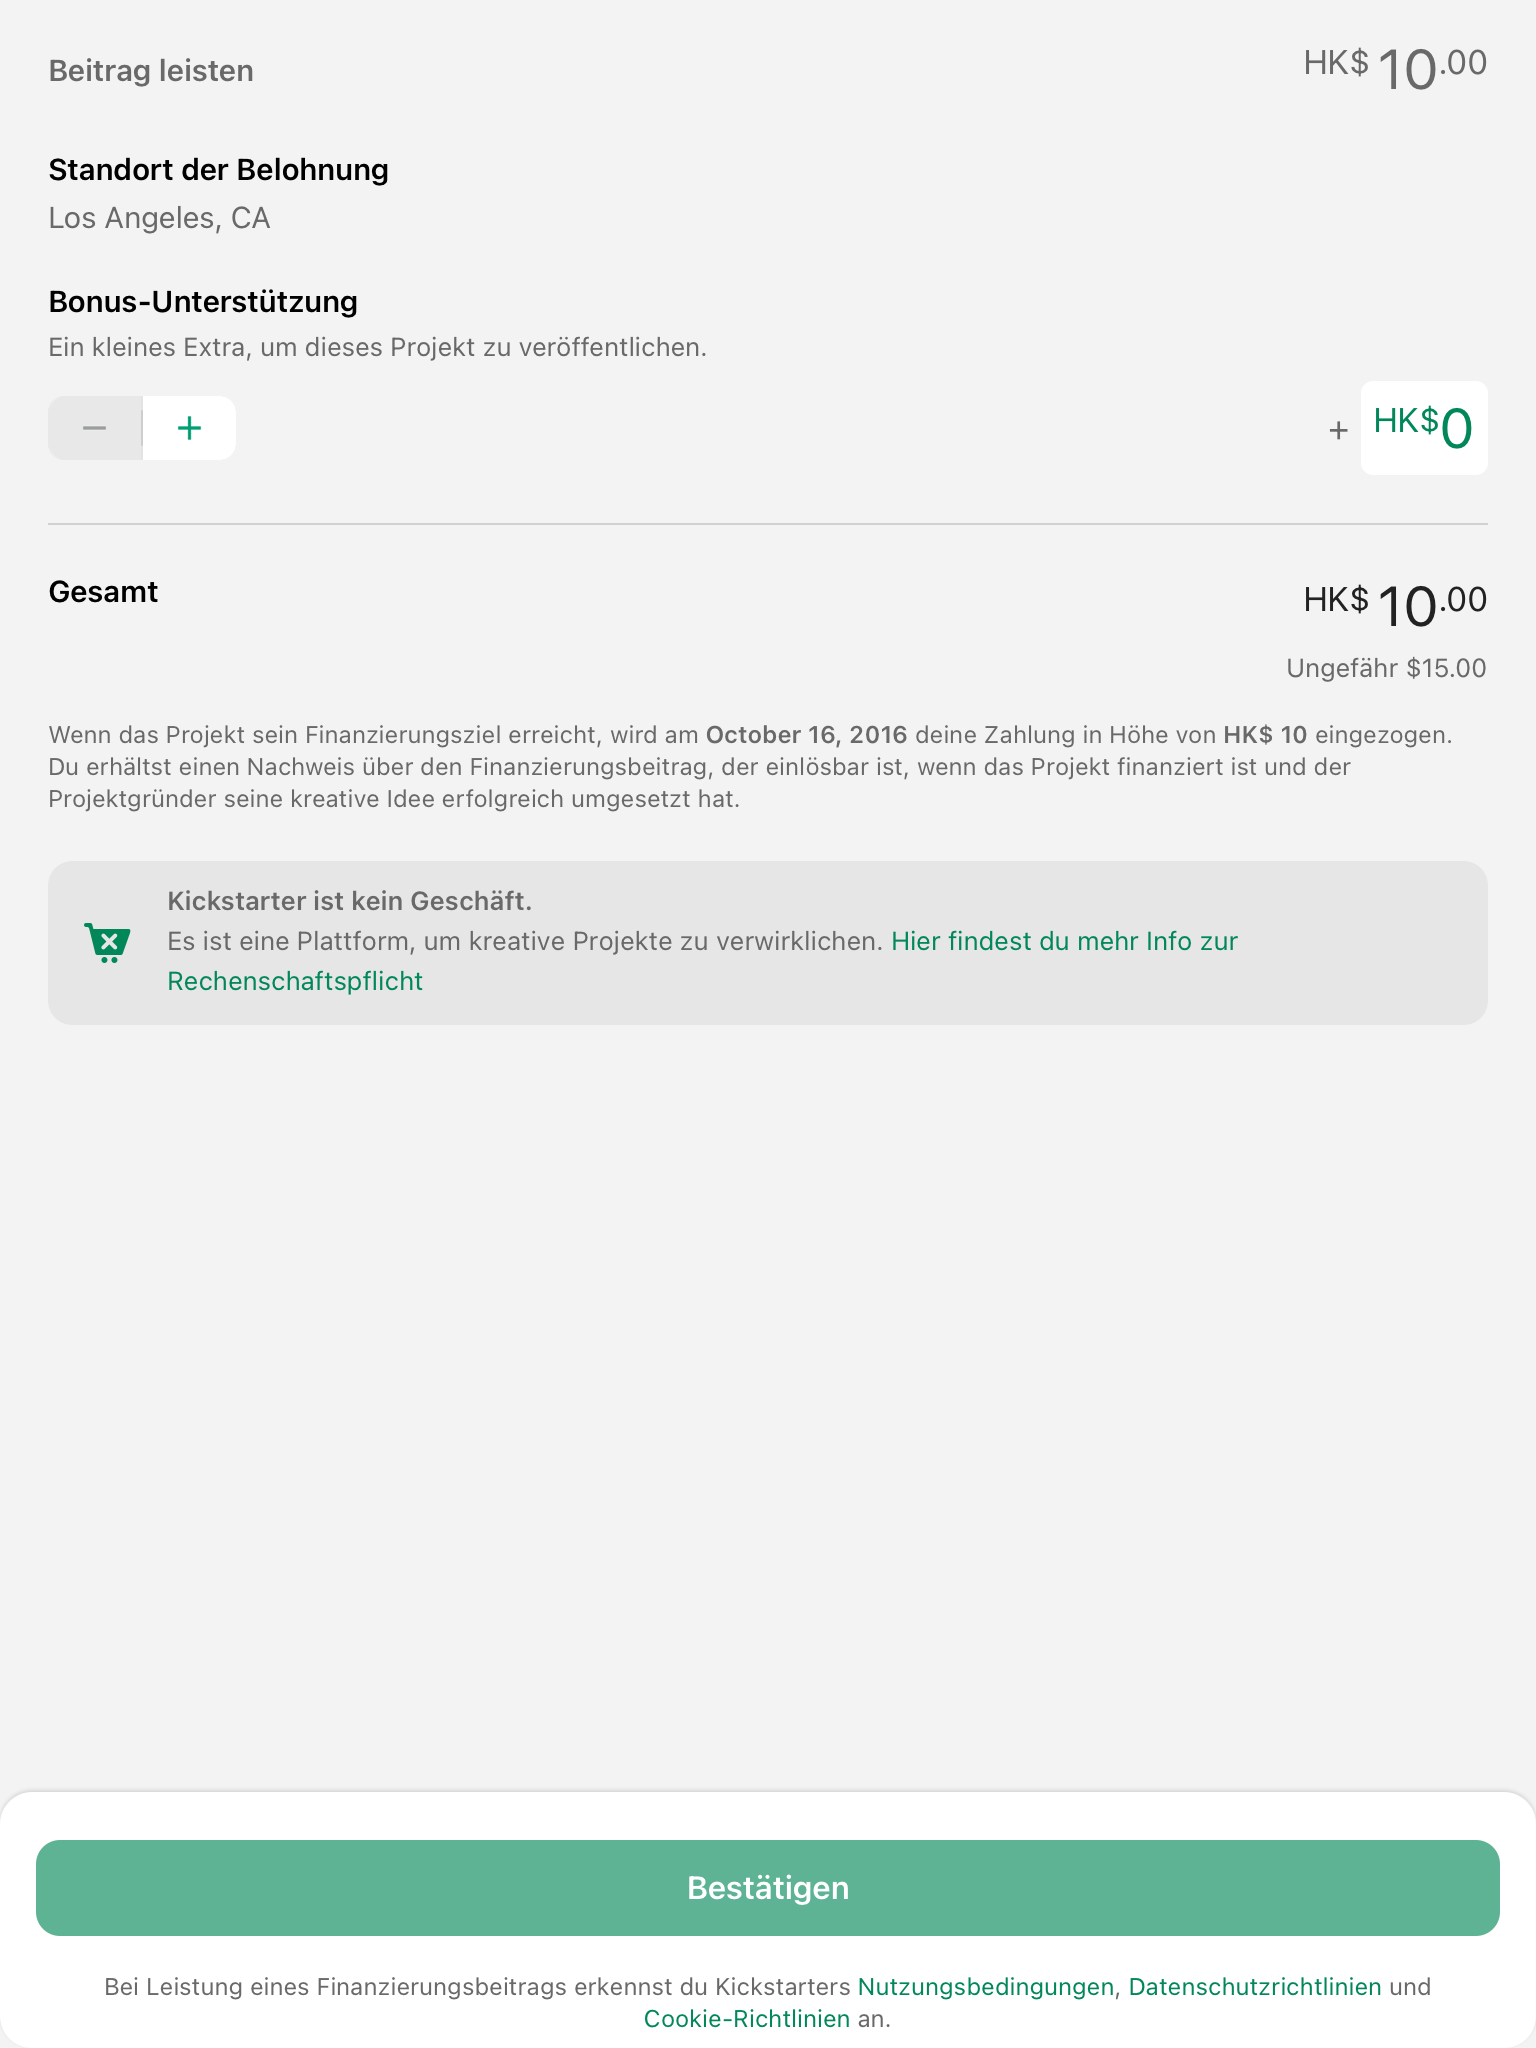 Beitrag leisten
HK$ 10.00
Standort der Belohnung
Los Angeles, CA
Bonus-Unterstützung
Ein kleines Extra, um dieses Projekt zu veröffentlichen.
− +
+ HK$0
Gesamt
HK$ 10.00
Ungefähr $15.00
Wenn das Projekt sein Finanzierungsziel erreicht, wird am October 16, 2016 deine Zahlung in Höhe von HK$ 10 eingezogen.
Du erhältst einen Nachweis über den Finanzierungsbeitrag, der einlösbar ist, wenn das Projekt finanziert ist und der
Projektgründer seine kreative Idee erfolgreich umgesetzt hat.
Kickstarter ist kein Geschäft.
Es ist eine Plattform, um kreative Projekte zu verwirklichen. Hier findest du mehr Info zur
Rechenschaftspflicht
Bestätigen
Bei Leistung eines Finanzierungsbeitrags erkennst du Kickstarters Nutzungsbedingungen, Datenschutzrichtlinien und
Cookie-Richtlinien an.